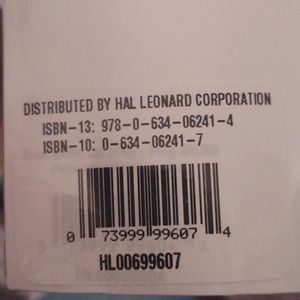 DISTRIBUTED BY HAL LEONARD CORPORATION
ISBN-13: 978-0-634-06241-4
ISBN-10: 0-634-06241-7
0 73999 99607 4
HL00699607